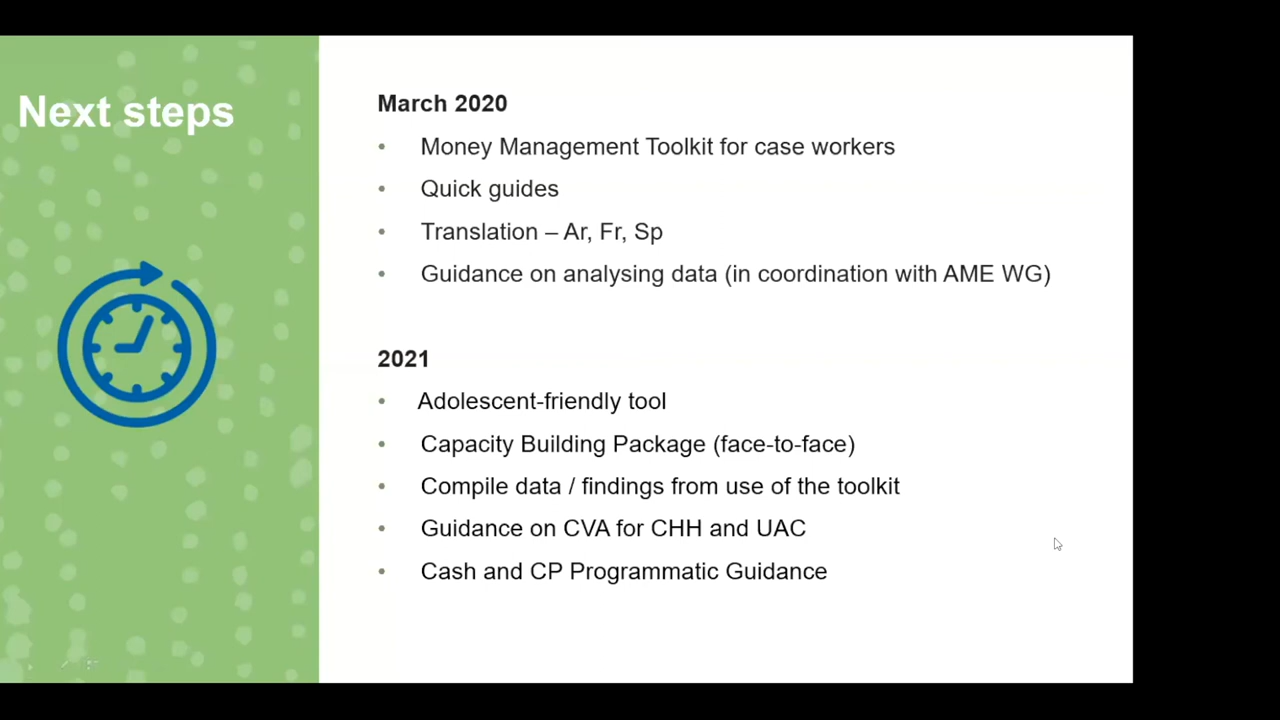 Next steps
March 2020
• Money Management Toolkit for case workers
• Quick guides
• Translation – Ar, Fr, Sp
• Guidance on analysing data (in coordination with AME WG)
2021
• Adolescent-friendly tool
• Capacity Building Package (face-to-face)
• Compile data / findings from use of the toolkit
• Guidance on CVA for CHH and UAC
• Cash and CP Programmatic Guidance